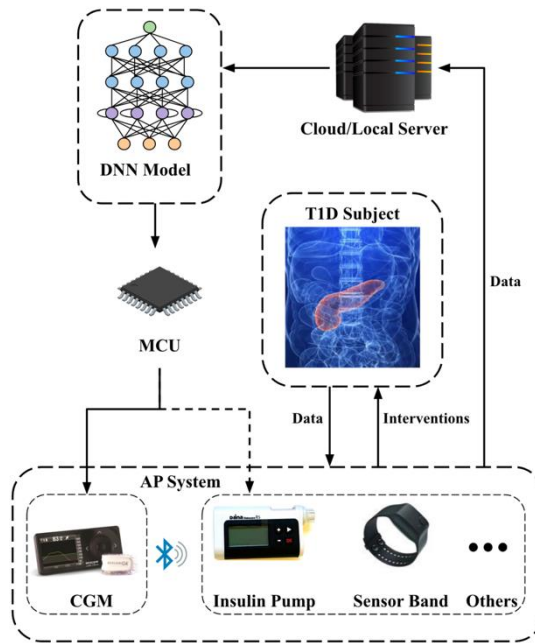 Cloud/Local Server
DNN Model
T1D Subject
Data
MCU
Data
Interventions
AP System
CGM
Insulin Pump
Sensor Band
Others